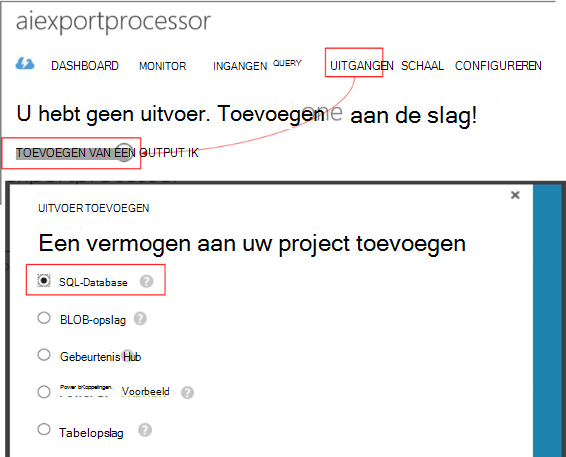 aiexportprocessor
DASHBOARD MONITOR INGANGEN QUERY UITGANGEN SCHAAL CONFIGUREREN
U hebt geen uitvoer. Toevoegen one aan de slag!
TOEVOEGEN VAN ÉÉN OUTPUT IK
UITVOER TOEVOEGEN
Een vermogen aan uw project toevoegen
SQL-Database ?
BLOB-opslag ?
Gebeurtenis Hub
Power bKoppelingen. Voorbeeld ?
Tabelopslag ?